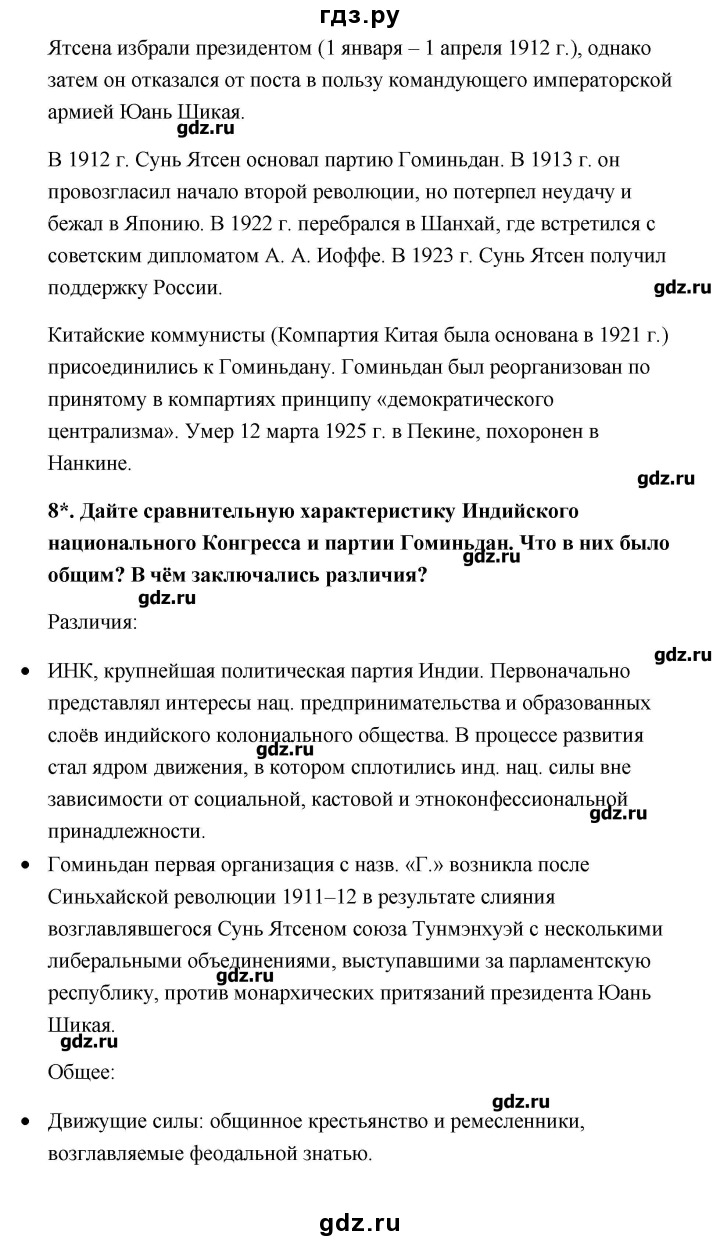 гдз.ру
Ятсена избрали президентом (1 января – 1 апреля 1912 г.), однако
затем он отказался от поста в пользу командующего императорской
армией Юань Шикая.
gdz.ru
В 1912 г. Сунь Ятсен основал партию Гоминьдан. В 1913 г. он
провозгласил начало второй революции, но потерпел неудачу и
бежал в Японию. В 1922 г. перебрался в Шанхай, где встретился с
советским дипломатом А. А. Иоффе. В 1923 г. Сунь Ятсен получил
поддержку России.
gdz.ru
Китайские коммунисты (Компартия Китая была основана в 1921 г.)
присоединились к Гоминьдану. Гоминьдан был реорганизован по
принятому в компартиях принципу «демократического
централизма». Умер 12 марта 1925 г. в Пекине, похоронен в
Нанкине.
gdz.ru
8*. Дайте сравнительную характеристику Индийского
национального Конгресса и партии Гоминьдан. Что в них было
gdz.ru
общим? В чём заключались различия?
gdz.ru
Различия:
gdz.ru
• ИНК, крупнейшая политическая партия Индии. Первоначально
представлял интересы нац. предпринимательства и образованных
слоёв индийского колониального общества. В процессе развития
gdz.ru
стал ядром движения, в котором сплотились инд. нац. силы вне
зависимости от социальной, кастовой и этноконфессиональной
gdz.ru
принадлежности.
• Гоминьдан первая организация с назв. «Г.» возникла после
Синьхайской революции 1911–12 в результате слияния
возглавлявшегося Сунь Ятсеном союза Тунмэнхуэй с несколькими
либеральными объединениями, выступавшими за парламентскую
gdz.ru
республику, против монархических притязаний президента Юань
Шикая.
gdz.ru
Общее:
gdz.ru
• Движущие силы: общинное крестьянство и ремесленники,
возглавляемые феодальной знатью.
gdz.ru